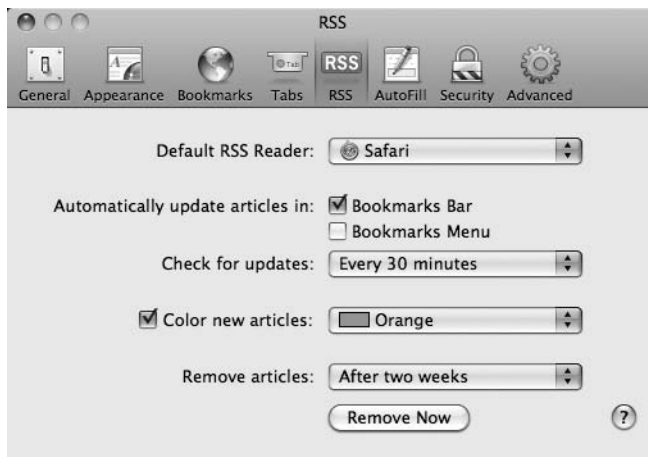 RSS
Tab
RSS
General Appearance Bookmarks Tabs RSS AutoFill Security Advanced
Default RSS Reader: Safari
Automatically update articles in: Bookmarks Bar
Bookmarks Menu
Check for updates: Every 30 minutes
Color new articles: Orange
Remove articles: After two weeks
Remove Now ?